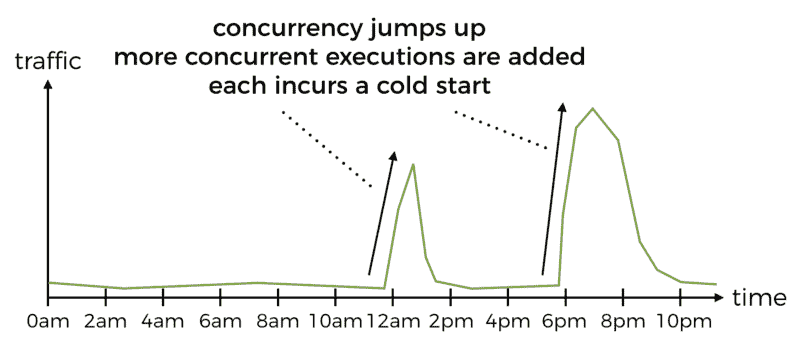 concurrency jumps up
more concurrent executions are added
each incurs a cold start
traffic
time
0am 2am 4am 6am 8am 10am 12am 2pm 4pm 6pm 8pm 10pm